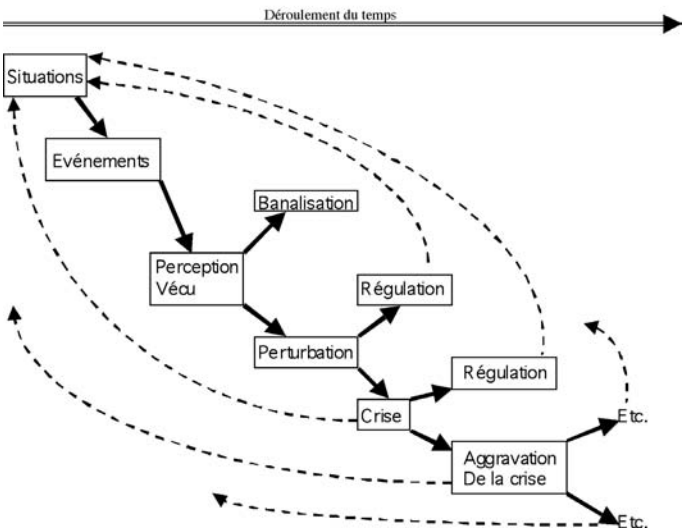 Déroulement du temps
Situations
Evénements
Banalisation
Perception
Vécu
Régulation
Perturbation
Régulation
Crise
Etc.
Aggravation
De la crise
Etc.